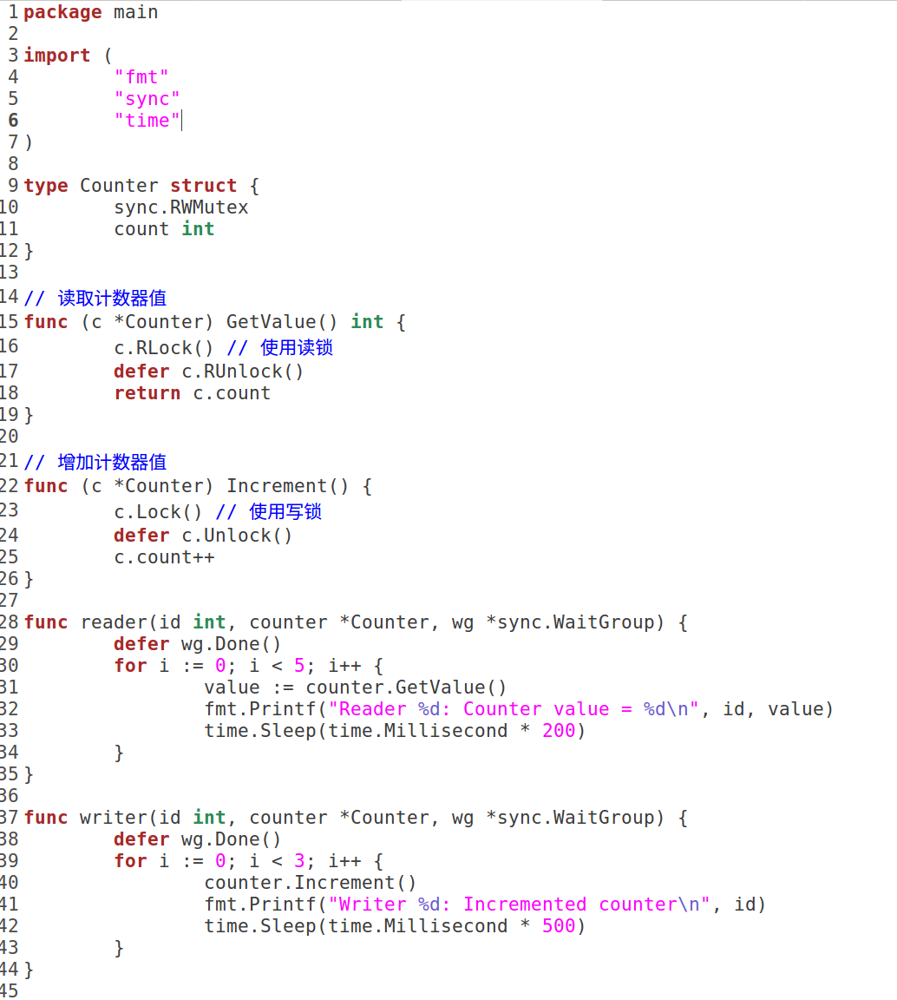 1 package main
2
3 import (
4 "fmt"
5 "sync"
6 "time"
7 )
8
9 type Counter struct {
10 sync.RWMutex
11 count int
12 }
13
14 // 读取计数器值
15 func (c *Counter) GetValue() int {
16 c.RLock() // 使用读锁
17 defer c.RUnlock()
18 return c.count
19 }
20
21 // 增加计数器值
22 func (c *Counter) Increment() {
23 c.Lock() // 使用写锁
24 defer c.Unlock()
25 c.count++
26 }
27
28 func reader(id int, counter *Counter, wg *sync.WaitGroup) {
29 defer wg.Done()
30 for i := 0; i < 5; i++ {
31 value := counter.GetValue()
32 fmt.Printf("Reader %d: Counter value = %d\n", id, value)
33 time.Sleep(time.Millisecond * 200)
34 }
35 }
36
37 func writer(id int, counter *Counter, wg *sync.WaitGroup) {
38 defer wg.Done()
39 for i := 0; i < 3; i++ {
40 counter.Increment()
41 fmt.Printf("Writer %d: Incremented counter\n", id)
42 time.Sleep(time.Millisecond * 500)
43 }
44 }
45